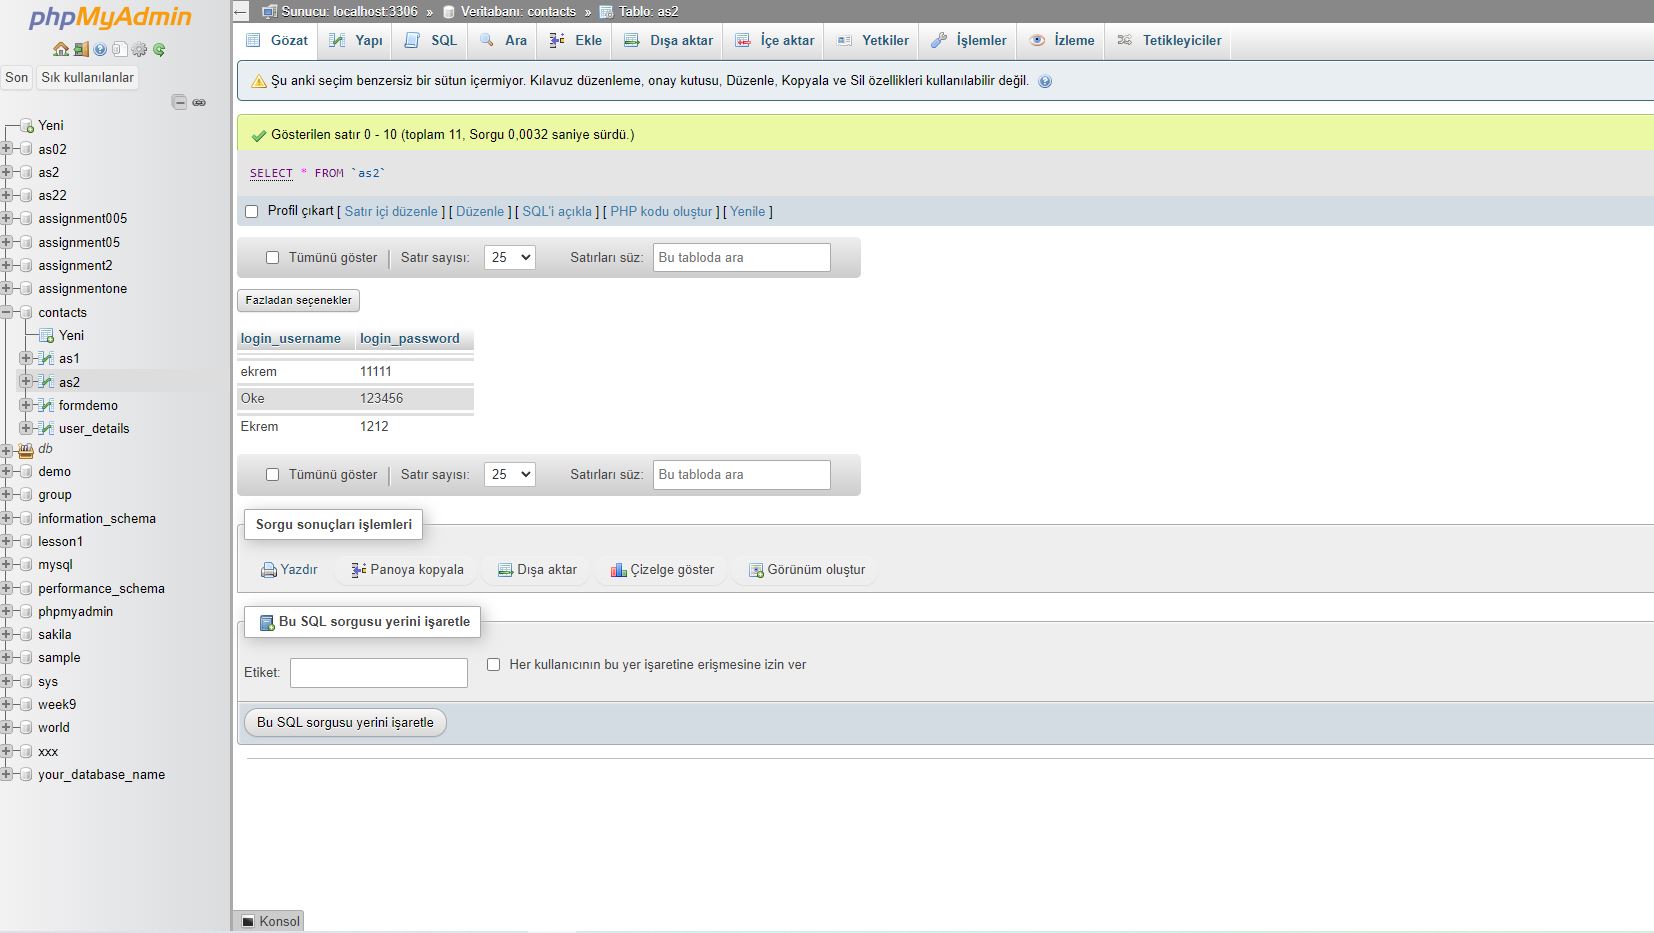 phpMyAdmin
Son
Sık kullanılanlar
Yeni
as02
as2
as22
assignment005
assignment05
assignment2
assignmentone
contacts
Yeni
as1
as2
formdemo
user_details
db
demo
group
information_schema
lesson1
mysql
performance_schema
phpmyadmin
sakila
sample
sys
week9
world
xxx
your_database_name
Sunucu: localhost:3306 » Veritabanı: contacts » Tablo: as2
Gözat Yapı SQL Ara Ekle Dışa aktar İçe aktar Yetkiler İşlemler İzleme Tetikleyiciler
Şu anki seçim benzersiz bir sütun içermiyor. Kılavuz düzenleme, onay kutusu, Düzenle, Kopyala ve Sil özellikleri kullanılabilir değil.
Gösterilen satır 0 - 10 (toplam 11, Sorgu 0,0032 saniye sürdü.)
SELECT * FROM `as2`
Profil çıkart [ Satır içi düzenle ] [ Düzenle ] [ SQL'i açıkla ] [ PHP kodu oluştur ] [ Yenile ]
Tümünü göster | Satır sayısı: 25 Satırları süz: Bu tabloda ara
Fazladan seçenekler
login_username login_password
ekrem 11111
Oke 123456
Ekrem 1212
Tümünü göster | Satır sayısı: 25 Satırları süz: Bu tabloda ara
Sorgu sonuçları işlemleri
Yazdır Panoya kopyala Dışa aktar Çizelge göster Görünüm oluştur
Bu SQL sorgusu yerini işaretle
Etiket: Her kullanıcının bu yer işaretine erişmesine izin ver
Bu SQL sorgusu yerini işaretle
Konsol